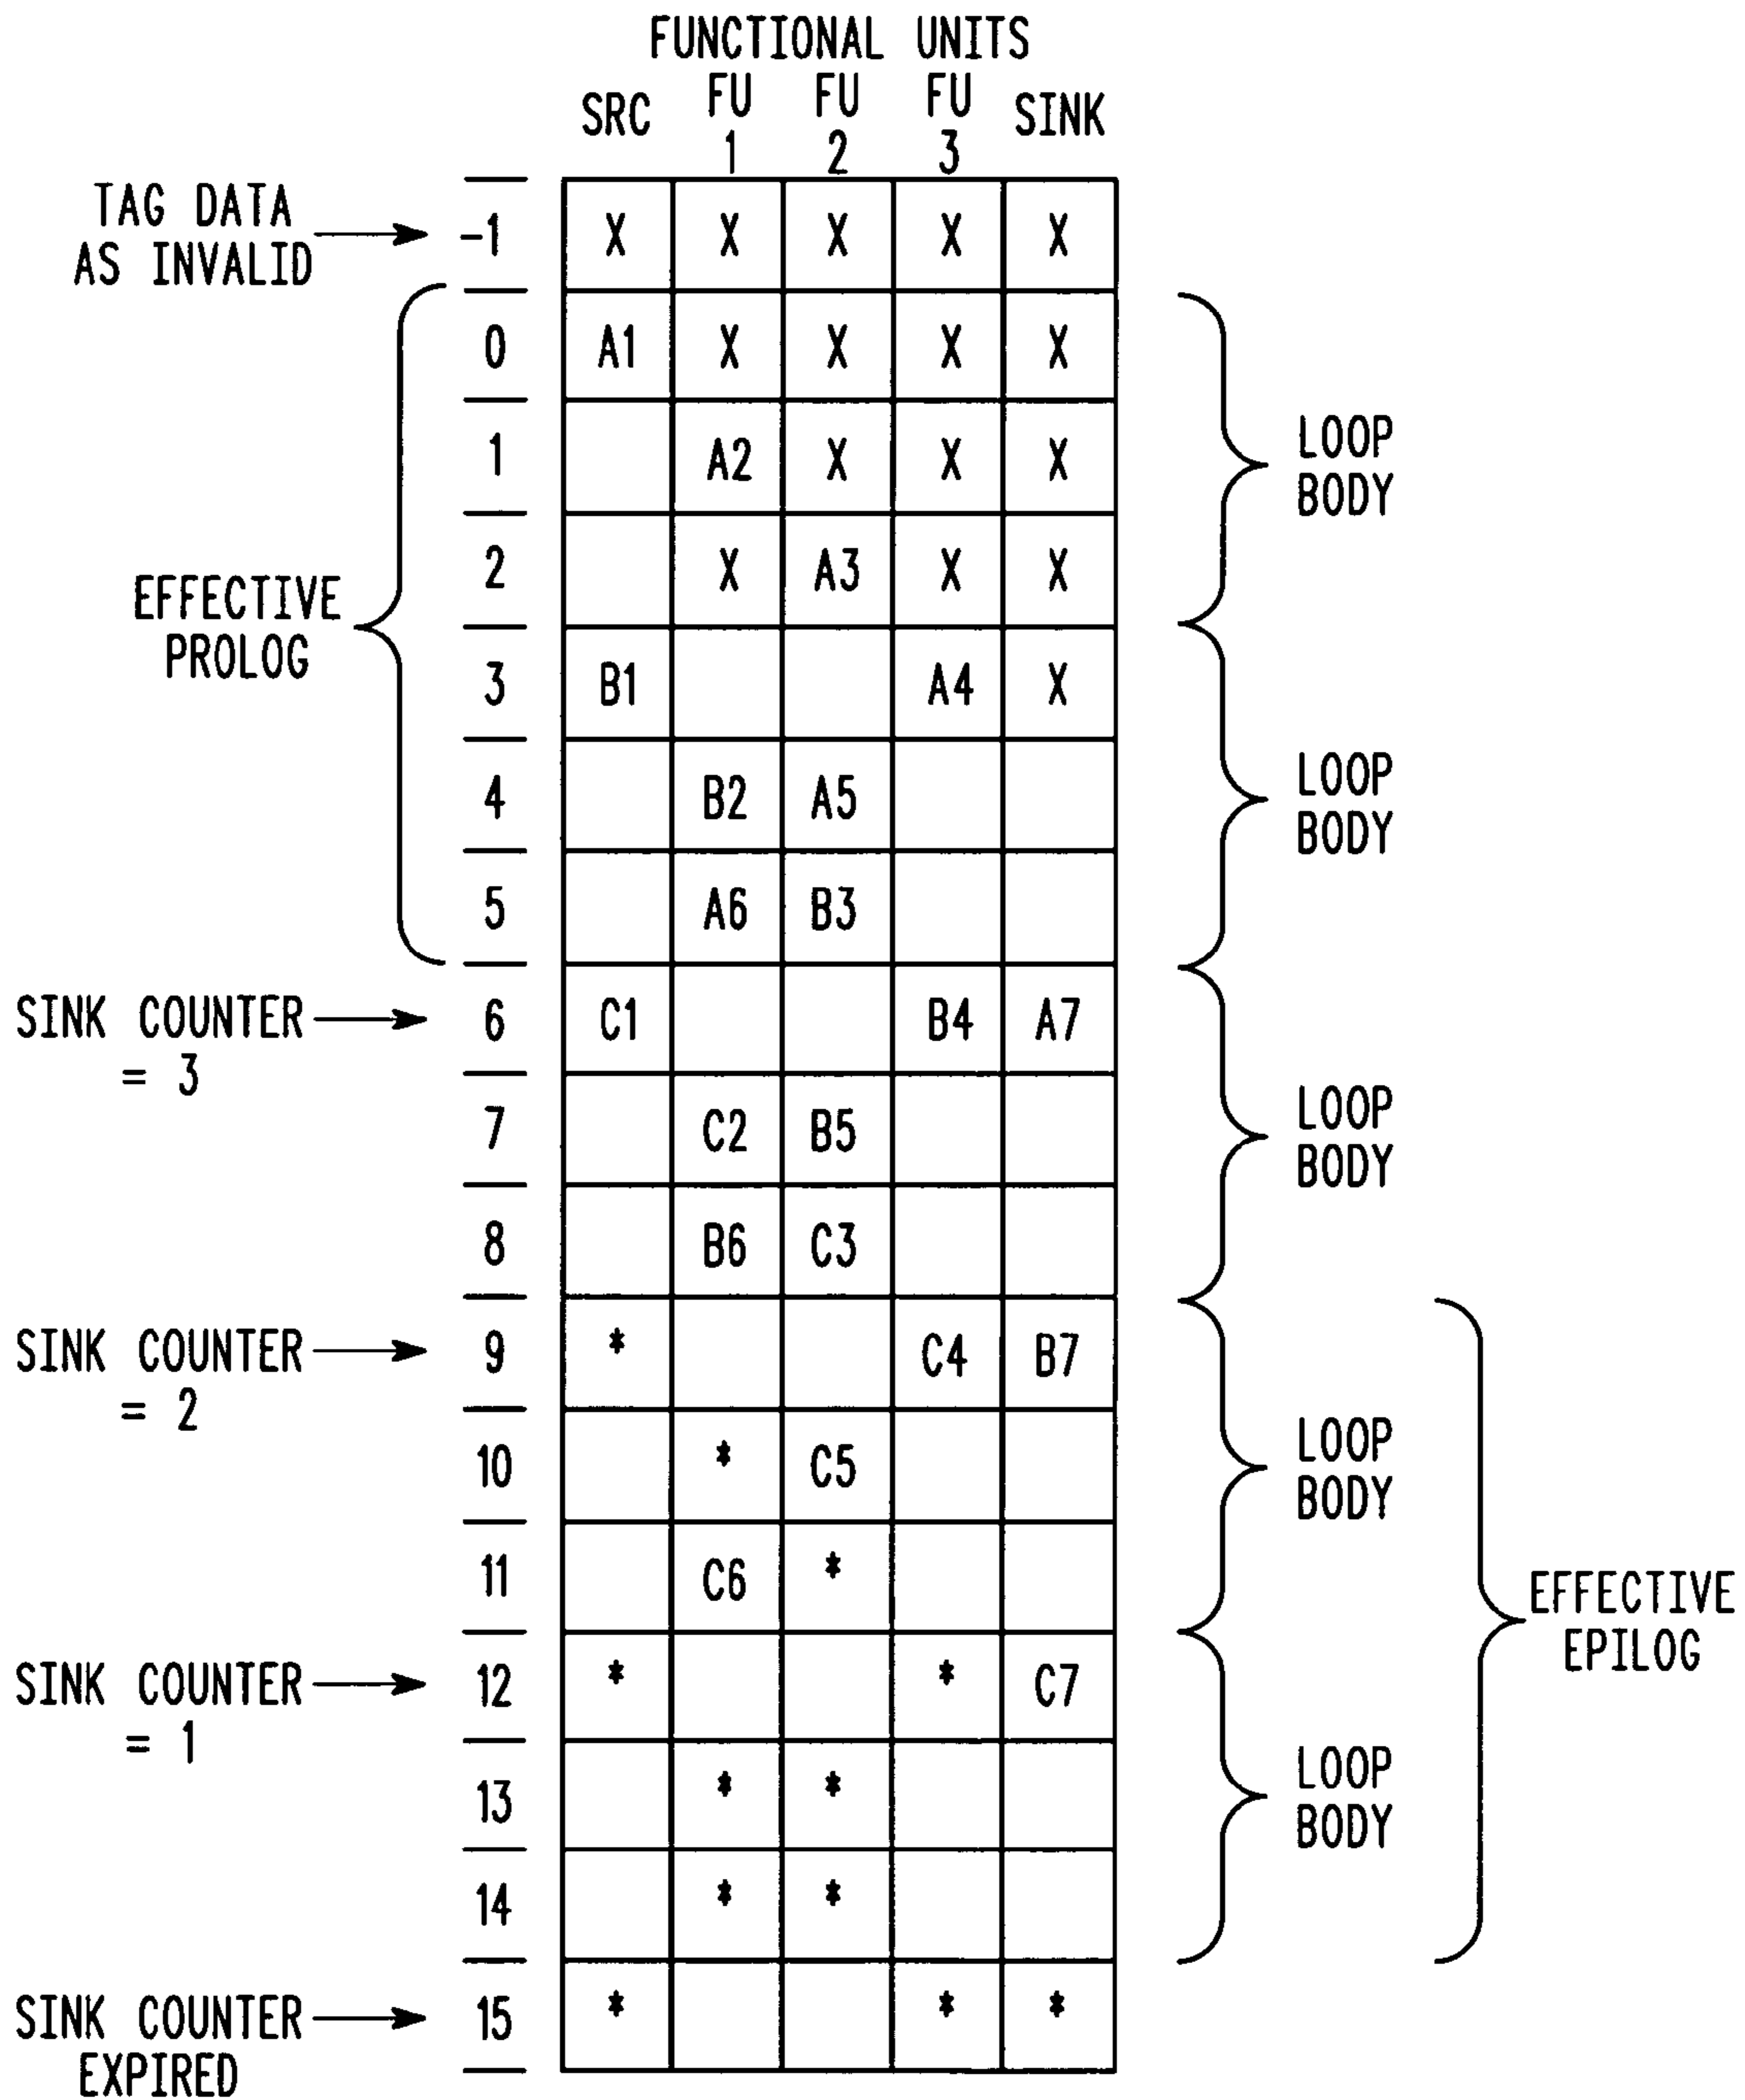 FUNCTIONAL UNITS
SRC FU 1 FU 2 FU 3 SINK
TAG DATA AS INVALID -1 X X X X X
0 A1 X X X X
1 A2 X X X
LOOP BODY
2 X A3 X X
EFFECTIVE PROLOG
3 B1 A4 X
4 B2 A5
LOOP BODY
5 A6 B3
SINK COUNTER = 3 6 C1 B4 A7
7 C2 B5
LOOP BODY
8 B6 C3
SINK COUNTER = 2 9 * C4 B7
10 * C5
LOOP BODY
11 C6 *
EFFECTIVE EPILOG
SINK COUNTER = 1 12 * * C7
13 * *
LOOP BODY
14 * *
SINK COUNTER EXPIRED 15 * * *